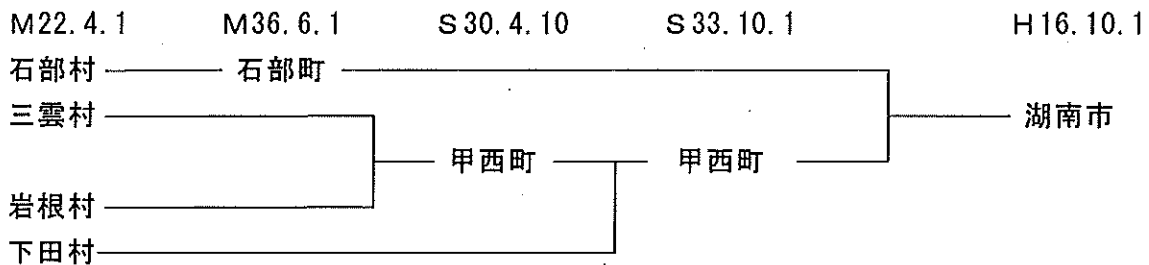 M22.4.1 M36.6.1 S30.4.10 S33.10.1 H16.10.1
石部村 石部町
三雲村
湖南市
甲西町 甲西町
岩根村
下田村